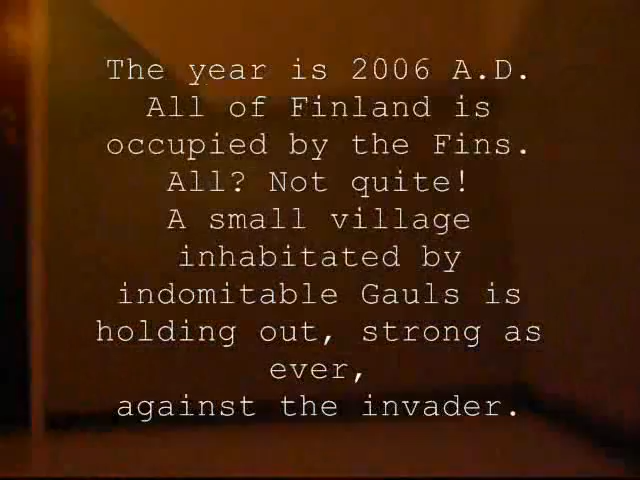 The year is 2006 A.D.
All of Finland is
occupied by the Fins.
All? Not quite!
A small village
inhabitated by
indomitable Gauls is
holding out, strong as
ever,
against the invader.